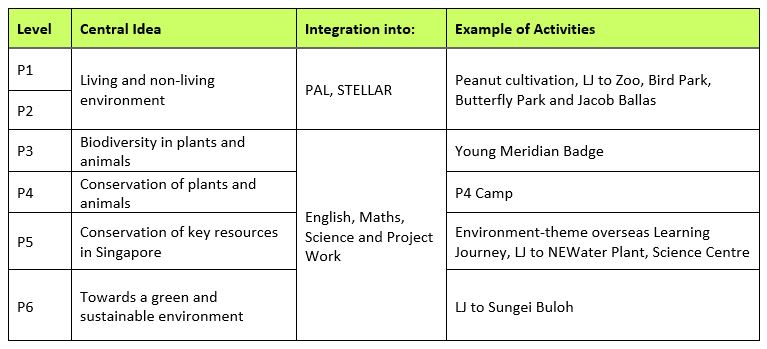 Level Central Idea Integration into: Example of Activities
P1
Living and non-living
environment
PAL, STELLAR
Peanut cultivation, LJ to Zoo, Bird Park,
Butterfly Park and Jacob Ballas
P2
P3
Biodiversity in plants and
animals
English, Maths,
Science and Project
Work
Young Meridian Badge
P4
Conservation of plants and
animals
P4 Camp
P5
Conservation of key resources
in Singapore
Environment-theme overseas Learning
Journey, LJ to NEWater Plant, Science Centre
P6
Towards a green and
sustainable environment
LJ to Sungei Buloh